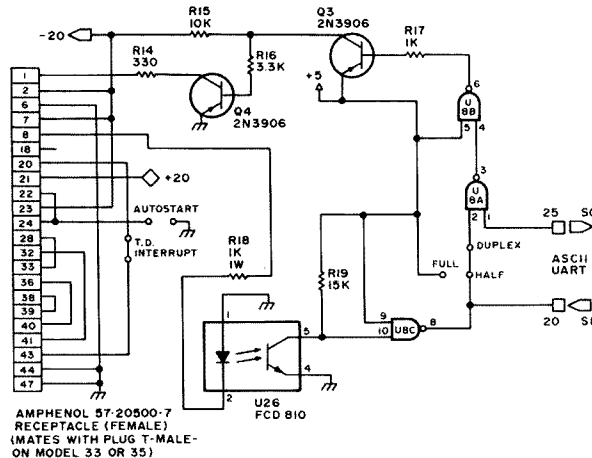 R15
10K
Q3
2N3906
R17
1K
-20
R14
330
R16
3.3K
+5
6
U
8B
5 4
Q4
2N3906
1
2
6
7
8
18
20
21
22
23
24
28
32
33
36
38
39
40
41
43
44
47
+20
AUTOSTART
T.D.
INTERRUPT
3
U
8A
2 1
25
DUPLEX
ASCII
UART
FULL
HALF
R18
1K
1W
R19
15K
9
10
U8C
8
20
1
5
4
2
U26
FCD 810
AMPHENOL 57-20500-7
RECEPTACLE (FEMALE)
(MATES WITH PLUG T-MALE-
ON MODEL 33 OR 35)